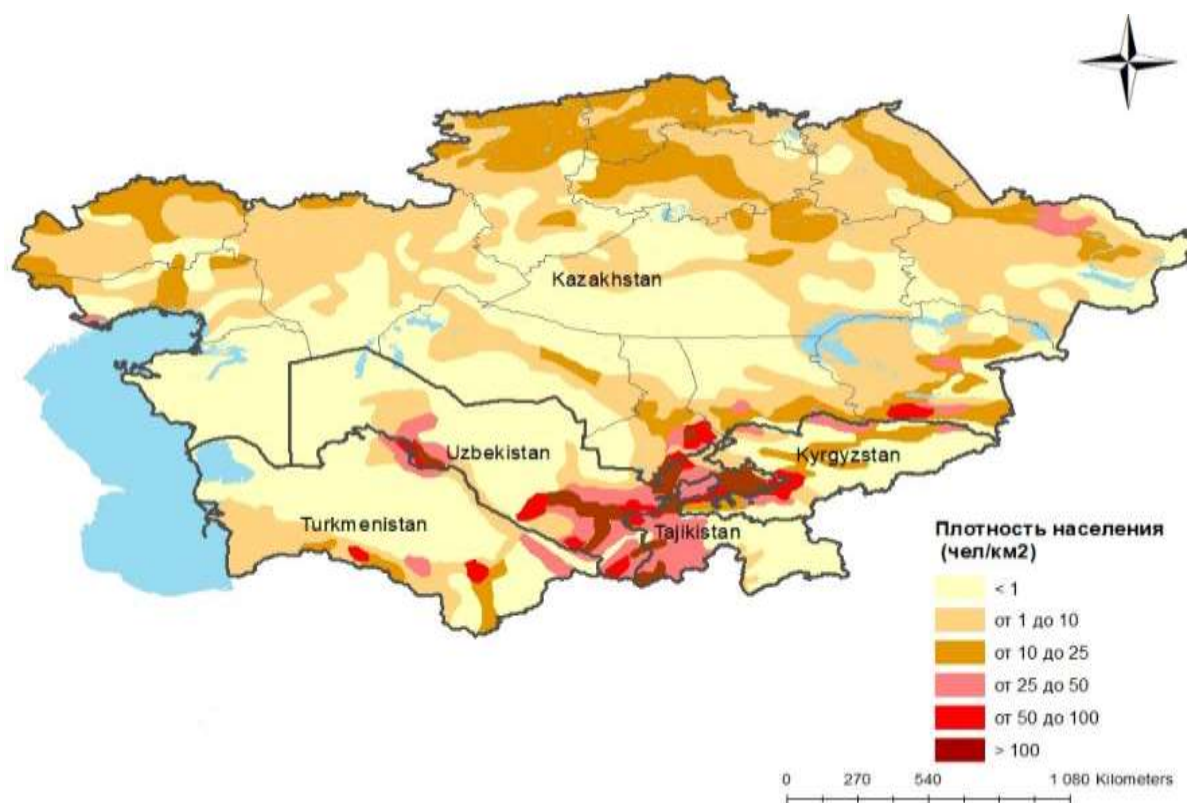 Kazakhstan
Uzbekistan
Kyrgyzstan
Turkmenistan
Tajikistan
Плотность населения
(чел/км2)
< 1
от 1 до 10
от 10 до 25
от 25 до 50
от 50 до 100
> 100
0 270 540 1 080 Kilometers